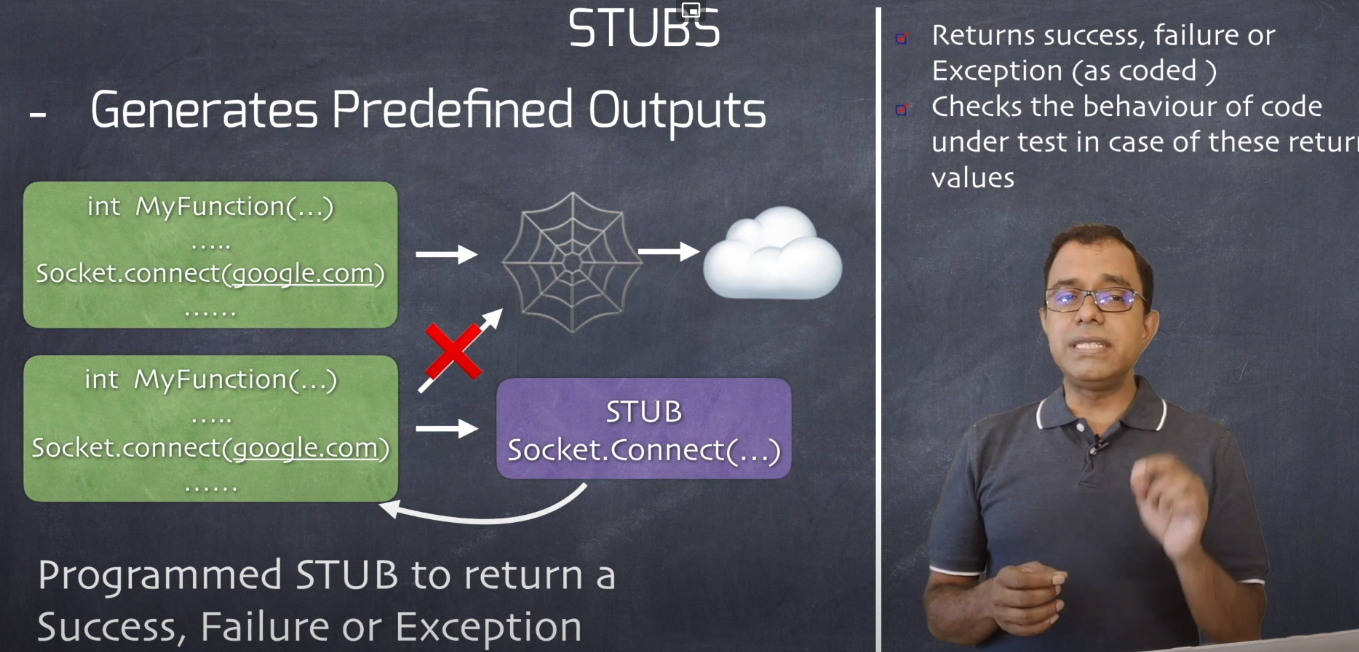 STUBS
- Generates Predefined Outputs
int MyFunction(...)
.....
Socket.connect(google.com)
......
int MyFunction(...)
.....
Socket.connect(google.com)
......
STUB
Socket.Connect(...)
Programmed STUB to return a
Success, Failure or Exception
Returns success, failure or
Exception (as coded )
Checks the behaviour of code
under test in case of these return
values